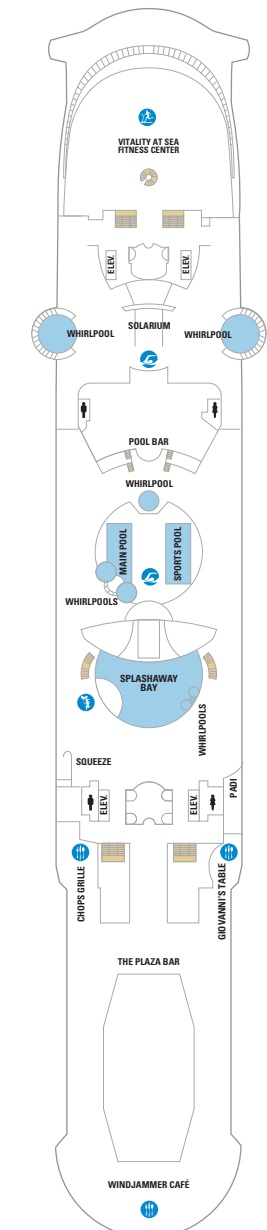 VITALITY AT SEA
FITNESS CENTER
ELEV.
ELEV.
SOLARIUM
WHIRLPOOL
WHIRLPOOL
POOL BAR
WHIRLPOOL
MAIN POOL
SPORTS POOL
WHIRLPOOLS
SPLASHAWAY
BAY
WHIRLPOOLS
SQUEEZE
PADI
ELEV.
ELEV.
CHOPS GRILLE
GIOVANNI'S TABLE
THE PLAZA BAR
WINDJAMMER CAFÉ